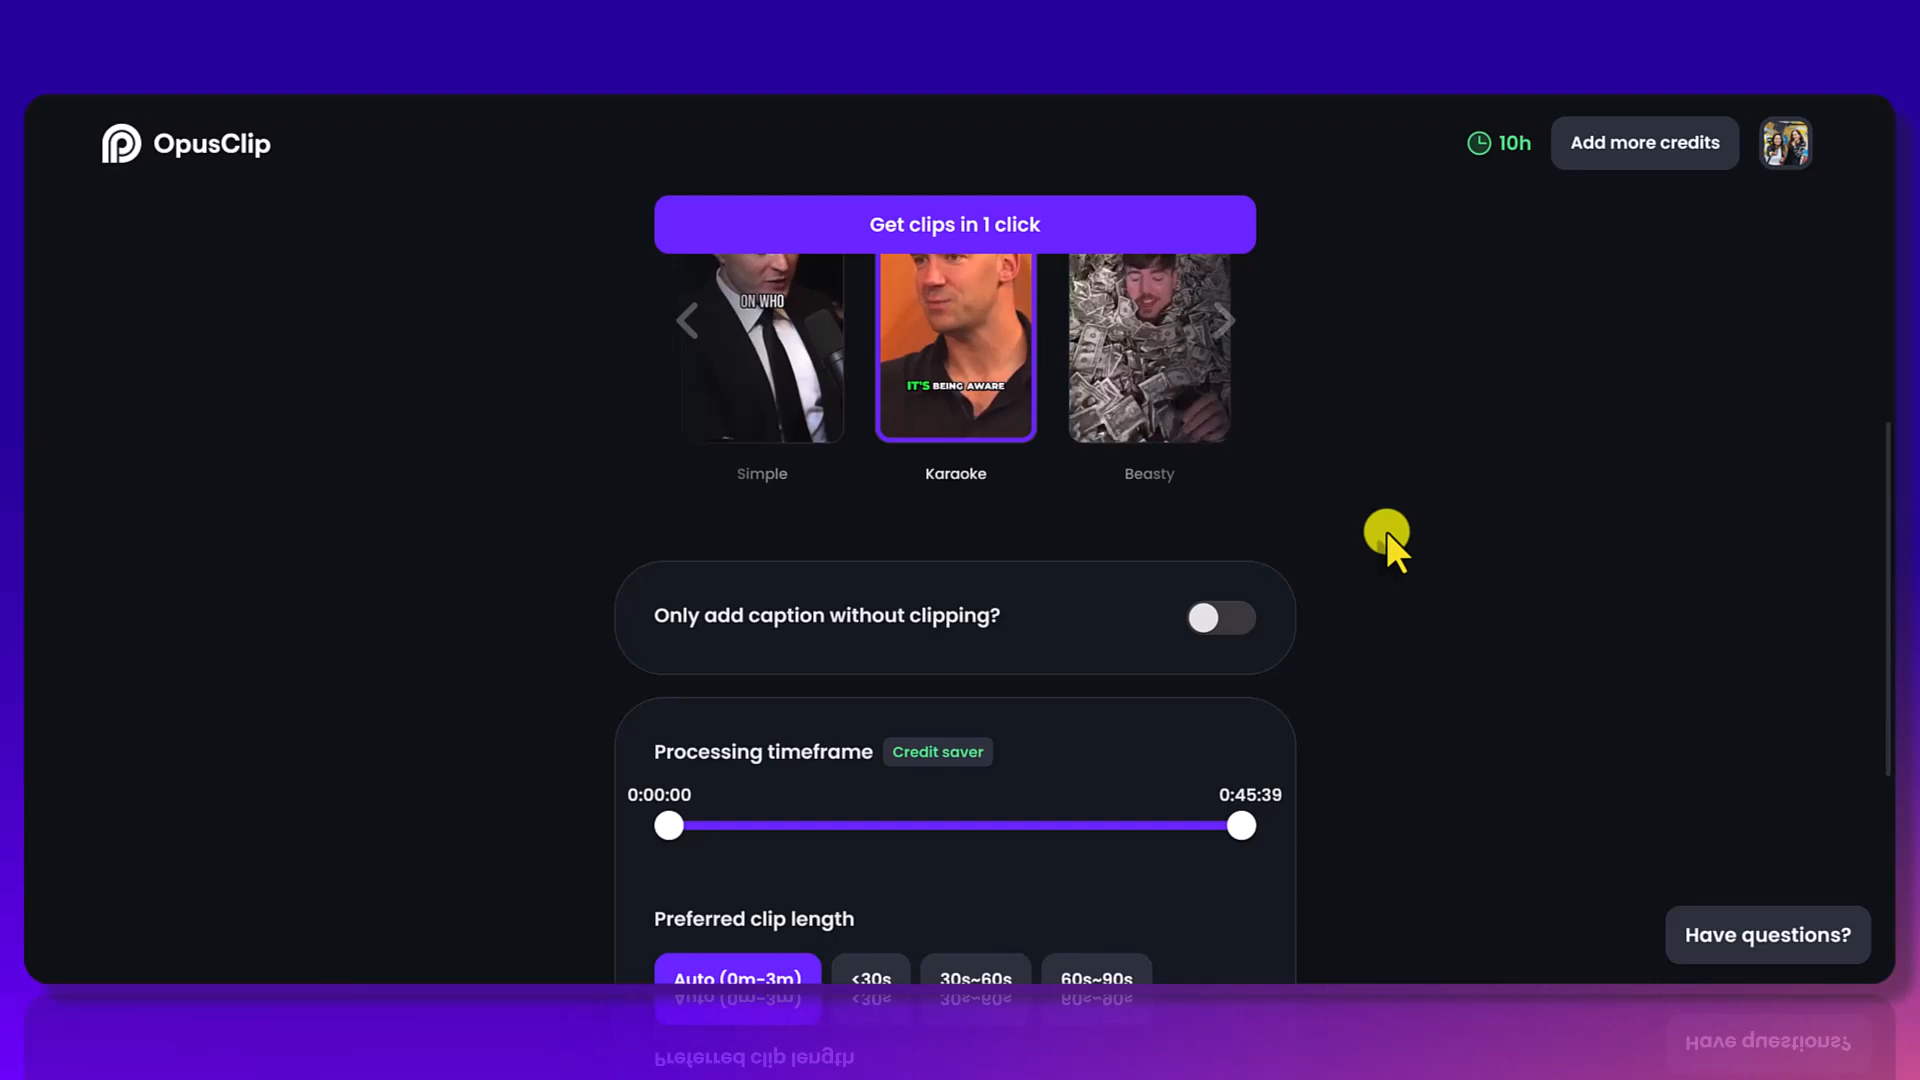 OpusClip
10h
Add more credits
Get clips in 1 click
ON WHO
IT'S BEING AWARE
Simple
Karaoke
Beasty
Only add caption without clipping?
Processing timeframe
Credit saver
0:00:00
0:45:39
Preferred clip length
Auto (0m-3m)
<30s
30s~60s
60s~90s
Have questions?